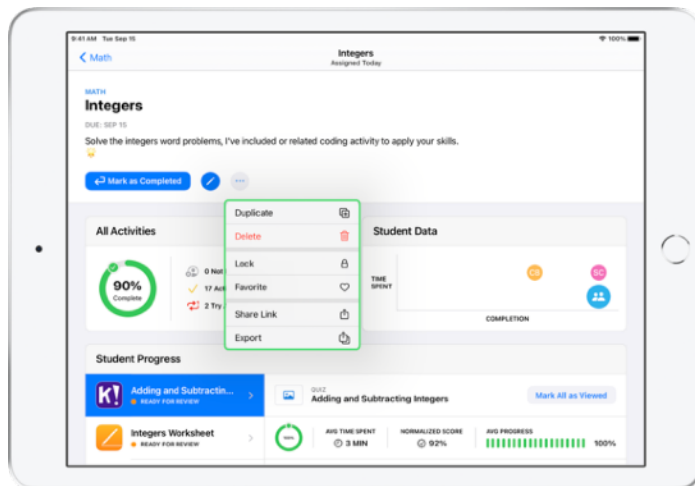 9:41 AM Tue Sep 15
100%
Math
Integers
Assigned Today
MATH
Integers
DUE: SEP 15
Solve the integers word problems, I've included or related coding activity to apply your skills.
Mark as Completed
Duplicate
Delete
Lock
Favorite
Share Link
Export
All Activities
90%
Complete
0 Not
17 Act
2 Try
Student Data
TIME
SPENT
CB
SC
COMPLETION
Student Progress
K!
Adding and Subtractin...
READY FOR REVIEW
QUIZ
Adding and Subtracting Integers
Mark All as Viewed
Integers Worksheet
READY FOR REVIEW
100%
AVG TIME SPENT
3 MIN
NORMALIZED SCORE
92%
AVG PROGRESS
100%